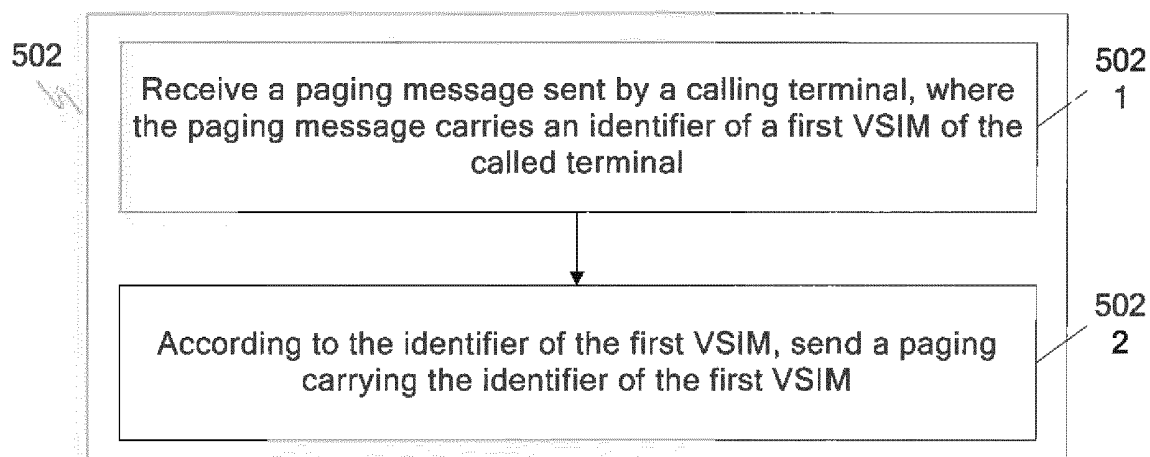 502
Receive a paging message sent by a calling terminal, where
the paging message carries an identifier of a first VSIM of the
called terminal
502
1
According to the identifier of the first VSIM, send a paging
carrying the identifier of the first VSIM
502
2